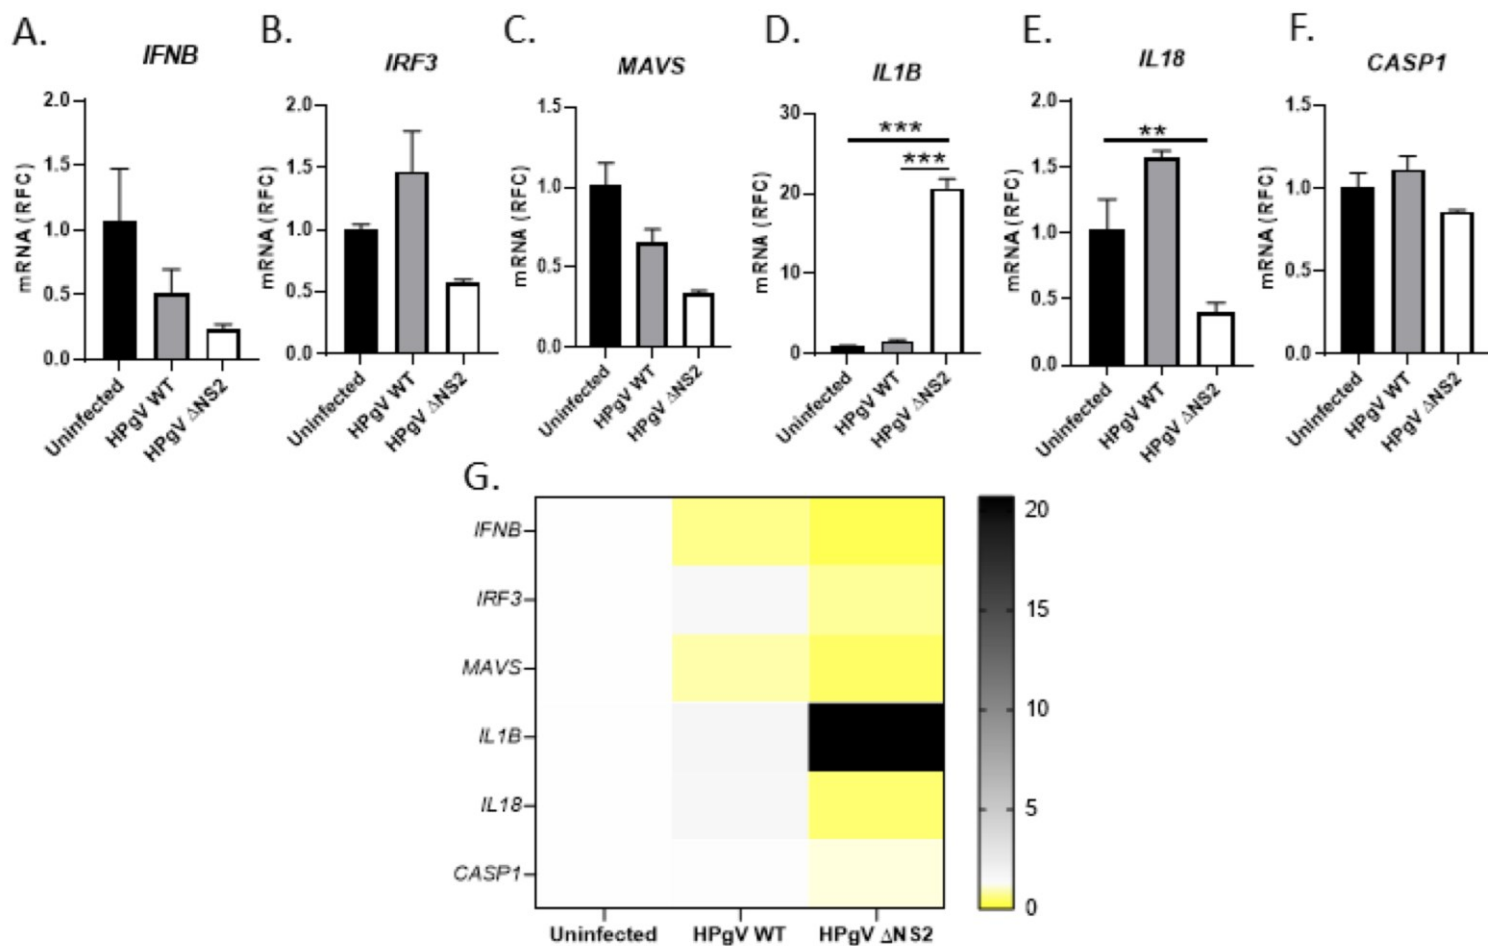 A.
IFNB
mRNA (RFC)
2.0
1.5
1.0
0.5
0.0
Uninfected
HPgV WT
HPgV ΔNS2
B.
IRF3
mRNA (RFC)
2.0
1.5
1.0
0.5
0.0
Uninfected
HPgV WT
HPgV ΔNS2
C.
MAVS
mRNA (RFC)
1.5
1.0
0.5
0.0
Uninfected
HPgV WT
HPgV ΔNS2
D.
IL1B
mRNA (RFC)
30
20
10
0
***
***
Uninfected
HPgV WT
HPgV ΔNS2
E.
IL18
mRNA (RFC)
2.0
1.5
1.0
0.5
0.0
**
Uninfected
HPgV WT
HPgV ΔNS2
F.
CASP1
mRNA (RFC)
1.5
1.0
0.5
0.0
Uninfected
HPgV WT
HPgV ΔNS2
G.
IFNB
IRF3
MAVS
IL1B
IL18
CASP1
Uninfected
HPgV WT
HPgV ΔNS2
20
15
10
5
0